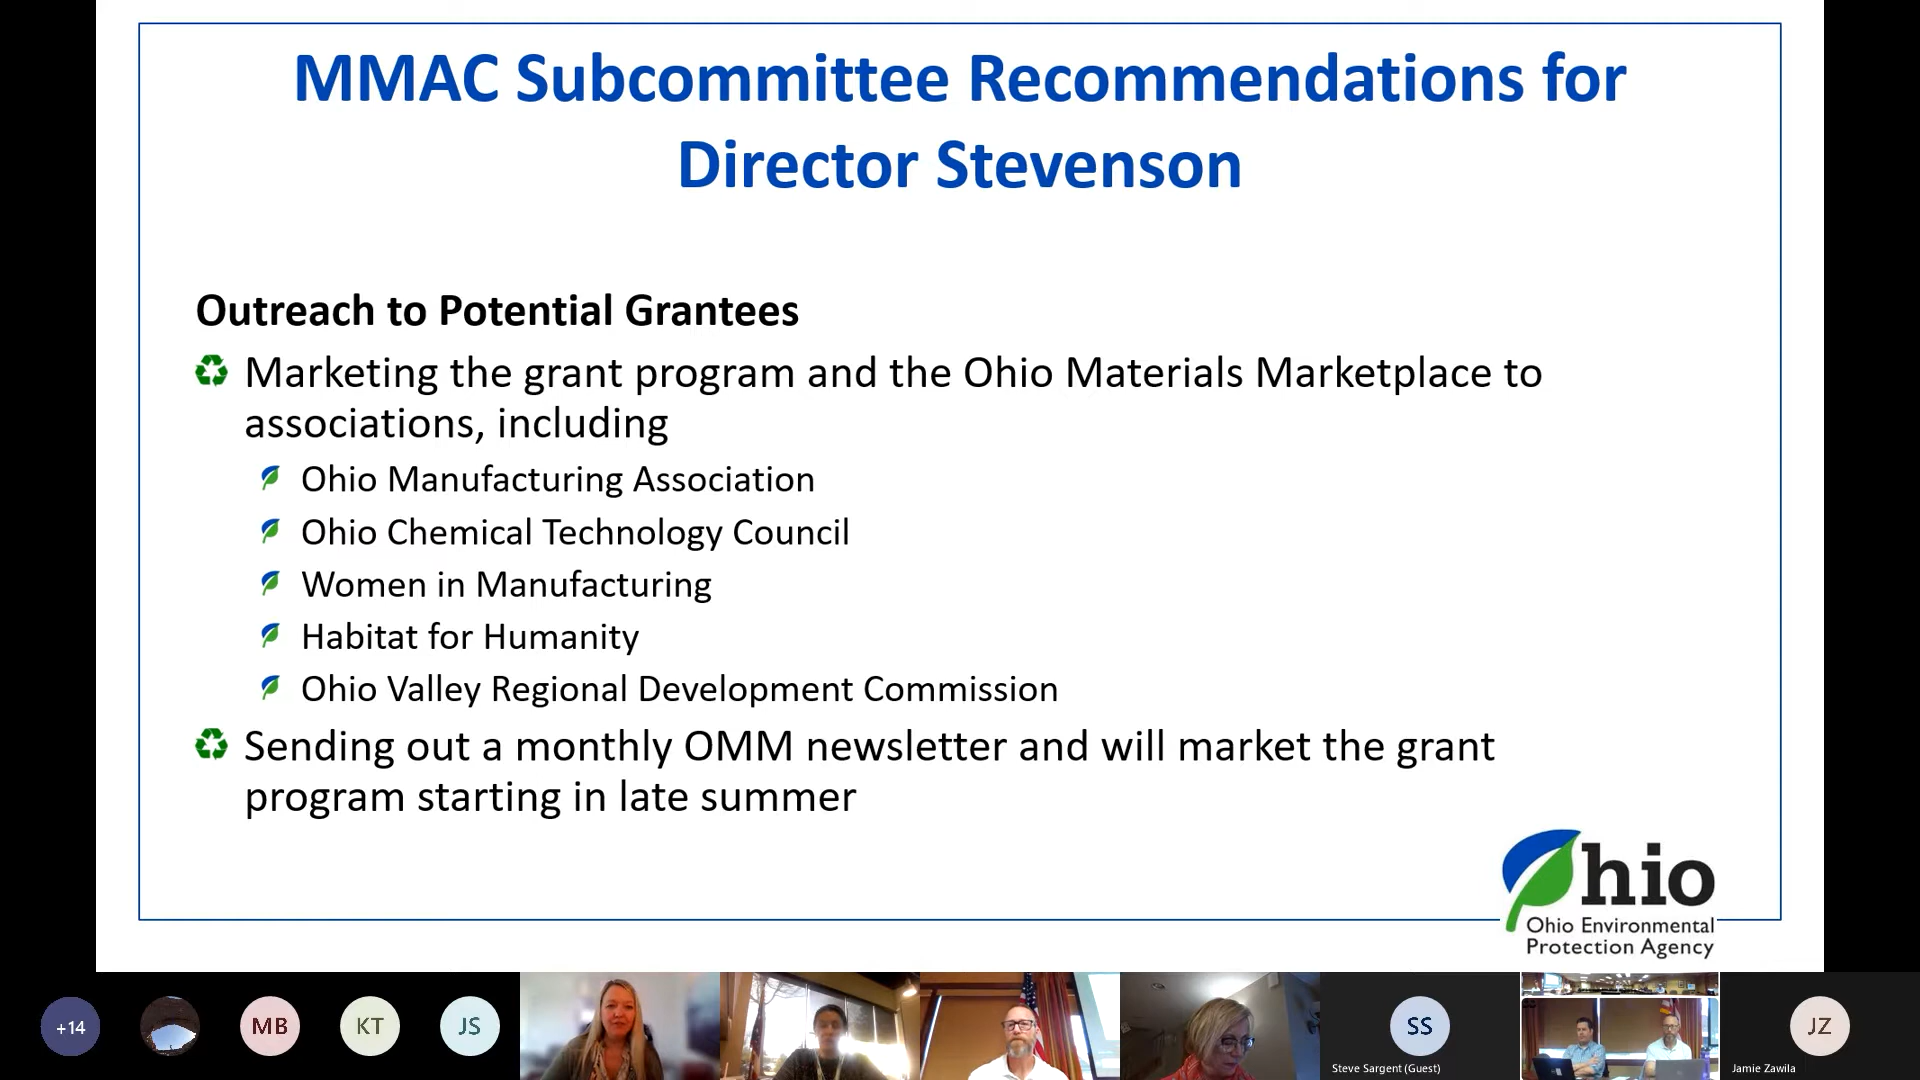 MMAC Subcommittee Recommendations for
Director Stevenson
Outreach to Potential Grantees
Marketing the grant program and the Ohio Materials Marketplace to
associations, including
Ohio Manufacturing Association
Ohio Chemical Technology Council
Women in Manufacturing
Habitat for Humanity
Ohio Valley Regional Development Commission
Sending out a monthly OMM newsletter and will market the grant
program starting in late summer
Ohio
Ohio Environmental
Protection Agency
+14
MB
KT
JS
SS
Steve Sargent (Guest)
JZ
Jamie Zawila